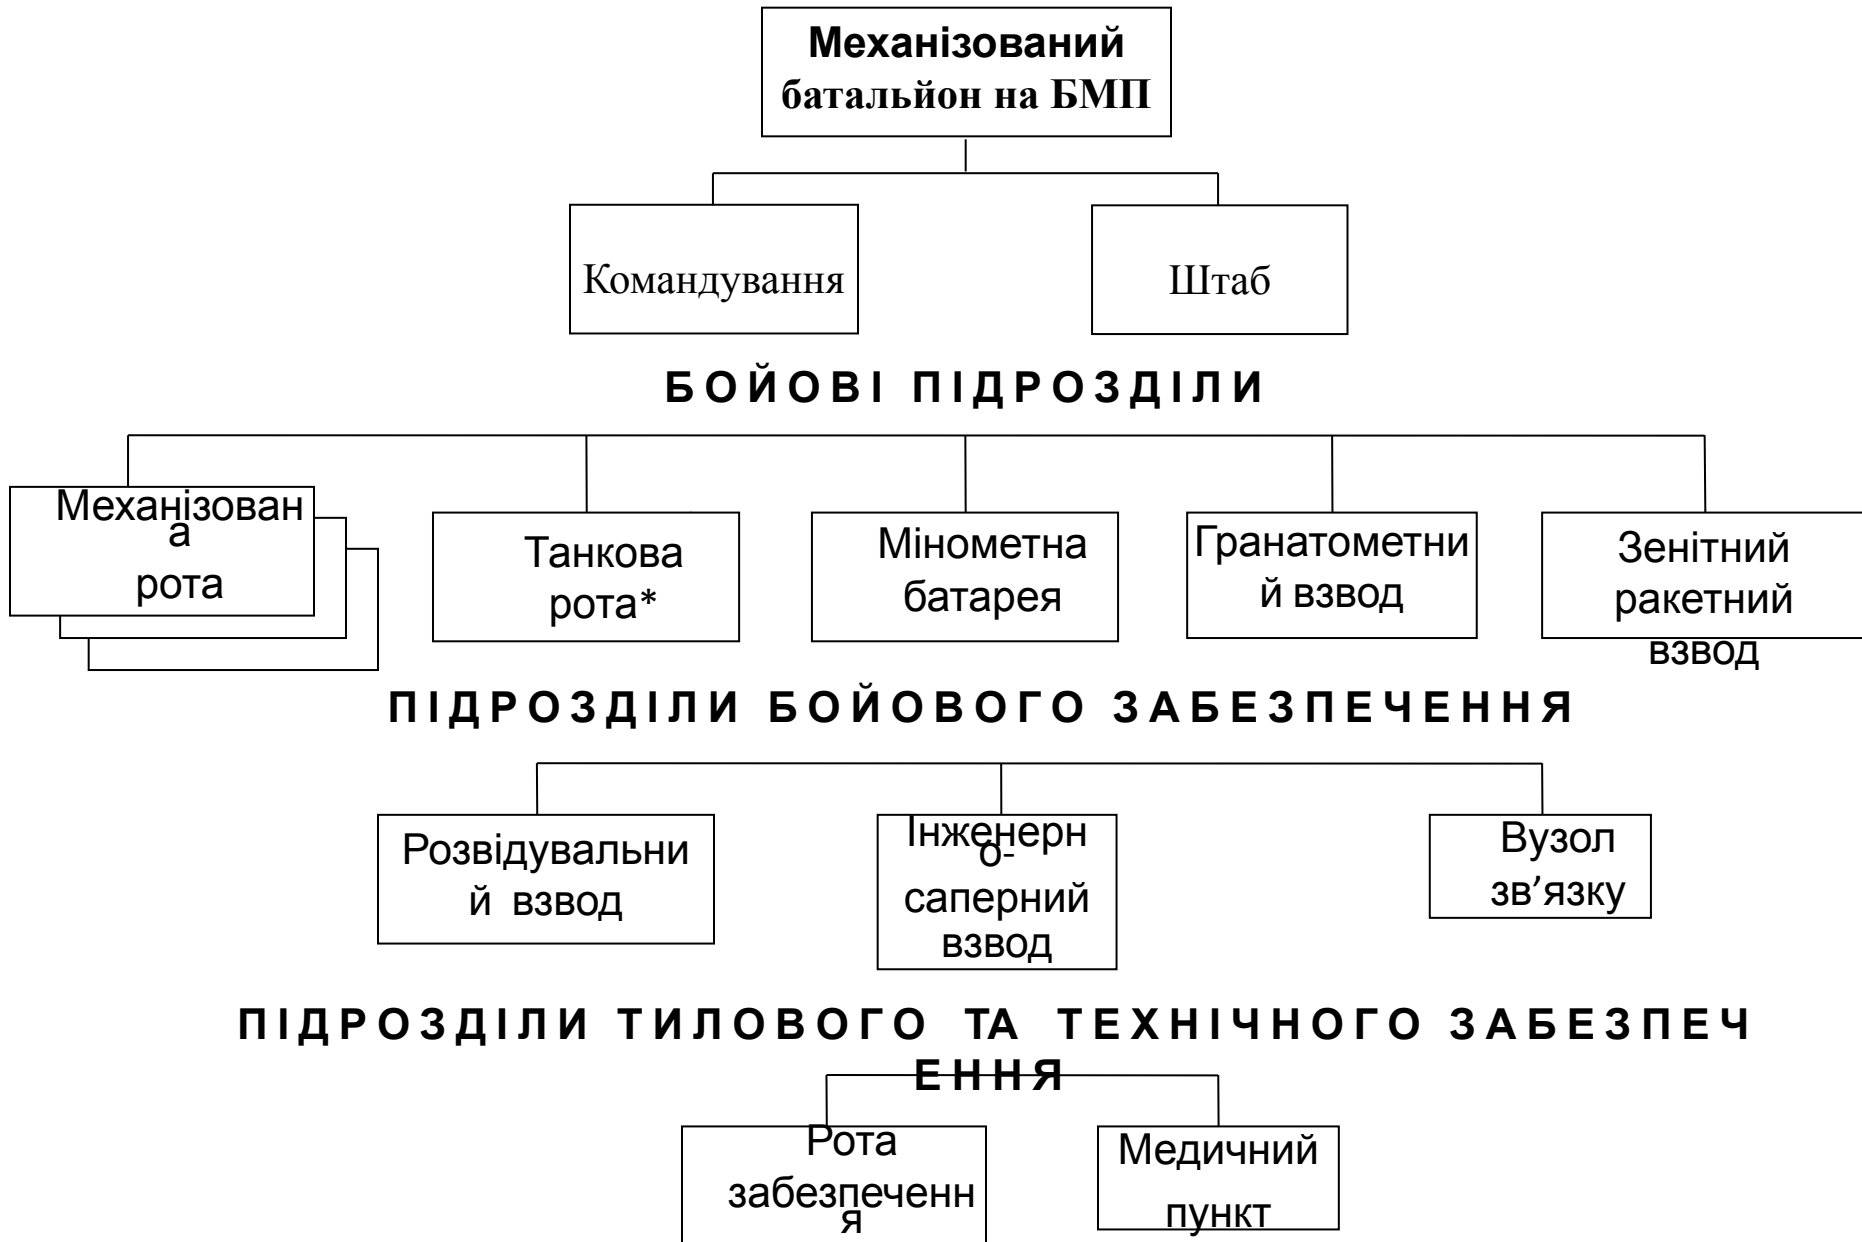 Механізований
батальйон на БМП
Командування
Штаб
БОЙОВІ ПІДРОЗДІЛИ
Механізован
а
рота
Танкова
рота*
Мінометна
батарея
Гранатометни
й взвод
Зенітний
ракетний
взвод
ПІДРОЗДІЛИ БОЙОВОГО ЗАБЕЗПЕЧЕННЯ
Розвідувальни
й взвод
Інженерн
о-
саперний
взвод
Вузол
зв’язку
ПІДРОЗДІЛИ ТИЛОВОГО ТА ТЕХНІЧНОГО ЗАБЕЗПЕЧ
ЕННЯ
Рота
забезпеченн
я
Медичний
пункт